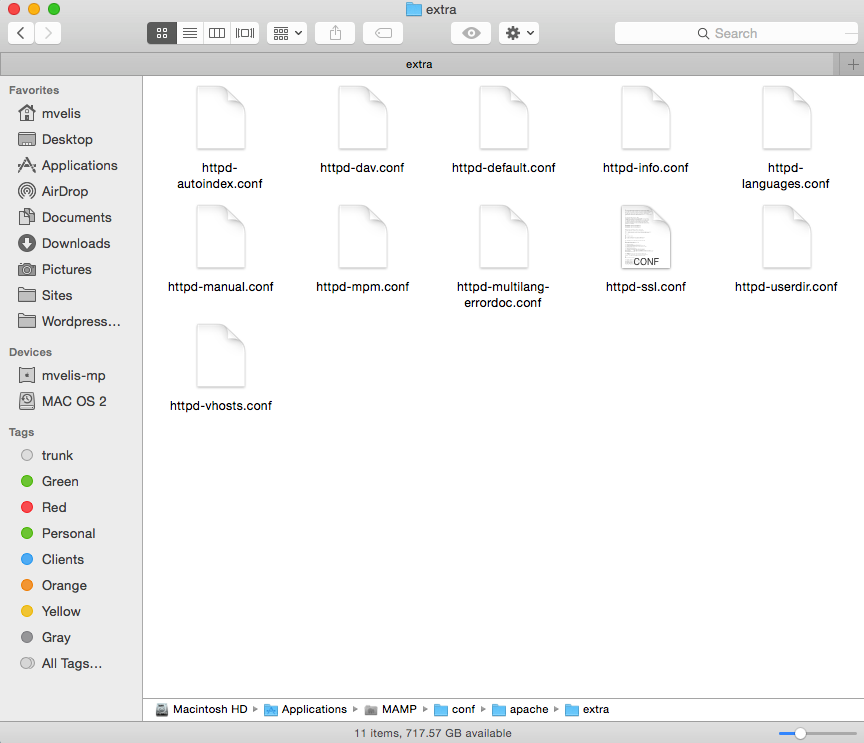 extra
Search
extra
Favorites
mvelis
Desktop
Applications
AirDrop
Documents
Downloads
Pictures
Sites
Wordpress...
Devices
mvelis-mp
MAC OS 2
Tags
trunk
Green
Red
Personal
Clients
Orange
Yellow
Gray
All Tags...
httpd-
autoindex.conf
httpd-dav.conf
httpd-default.conf
httpd-info.conf
httpd-
languages.conf
httpd-manual.conf
httpd-mpm.conf
httpd-multilang-
errordoc.conf
CONF
httpd-ssl.conf
httpd-userdir.conf
httpd-vhosts.conf
Macintosh HD ▸ Applications ▸ MAMP ▸ conf ▸ apache ▸ extra
11 items, 717.57 GB available